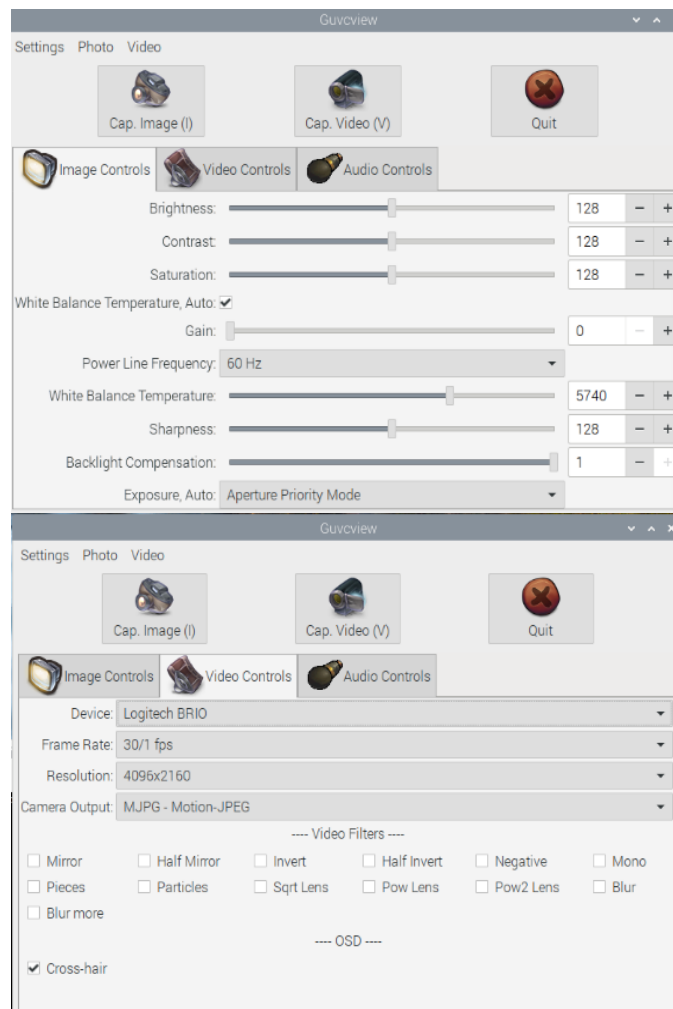 Guvcview
Settings Photo Video
Cap. Image (I) Cap. Video (V) Quit
Image Controls Video Controls Audio Controls
Brightness: 128 − +
Contrast: 128 − +
Saturation: 128 − +
White Balance Temperature, Auto:
Gain: 0 − +
Power Line Frequency: 60 Hz
White Balance Temperature: 5740 − +
Sharpness: 128 − +
Backlight Compensation: 1 − +
Exposure, Auto: Aperture Priority Mode
Guvcview
Settings Photo Video
Cap. Image (I) Cap. Video (V) Quit
Image Controls Video Controls Audio Controls
Device: Logitech BRIO
Frame Rate: 30/1 fps
Resolution: 4096x2160
Camera Output: MJPG - Motion-JPEG
---- Video Filters ----
Mirror Half Mirror Invert Half Invert Negative Mono
Pieces Particles Sqrt Lens Pow Lens Pow2 Lens Blur
Blur more
---- OSD ----
Cross-hair